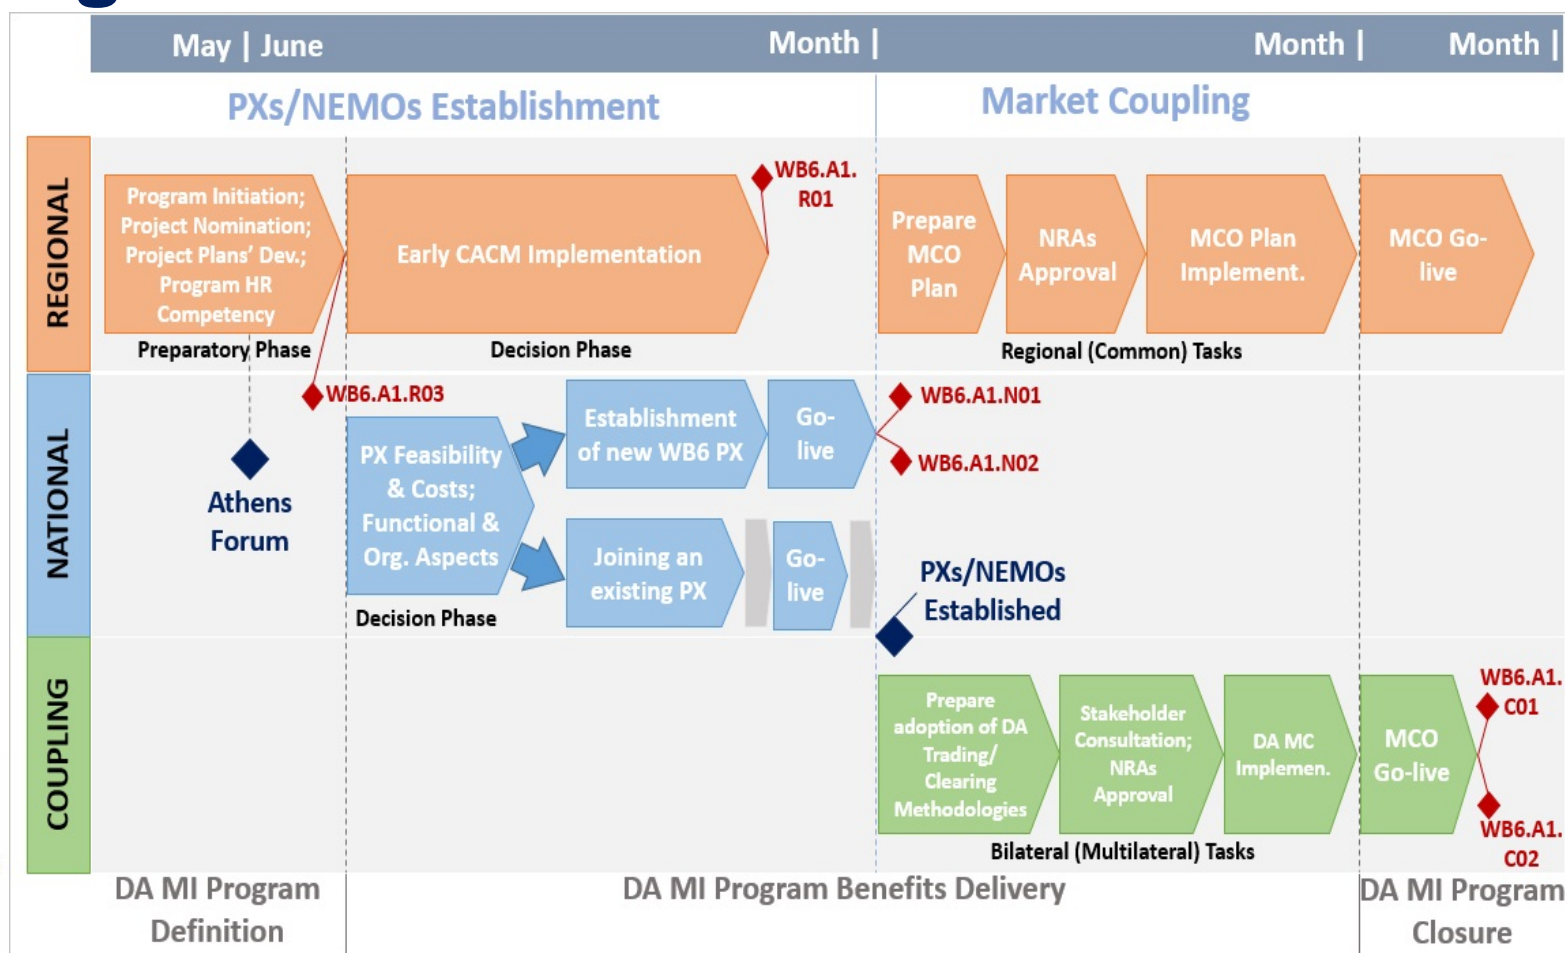 May | June
Month |
Month |
Month |
PXs/NEMOs Establishment
Market Coupling
REGIONAL
Program Initiation;
Project Nomination;
Project Plans’ Dev.;
Program HR
Competency
Preparatory Phase
Early CACM Implementation
Decision Phase
WB6.A1.
R01
Prepare
MCO
Plan
NRAs
Approval
MCO Plan
Implement.
MCO Go-
live
Regional (Common) Tasks
NATIONAL
WB6.A1.R03
Athens
Forum
PX Feasibility
& Costs;
Functional &
Org. Aspects
Decision Phase
Establishment
of new WB6 PX
Go-
live
Joining an
existing PX
Go-
live
WB6.A1.N01
WB6.A1.N02
PXs/NEMOs
Established
COUPLING
Prepare
adoption of DA
Trading/
Clearing
Methodologies
Stakeholder
Consultation;
NRAs
Approval
DA MC
Implemen.
MCO
Go-live
WB6.A1.
C01
WB6.A1.
C02
Bilateral (Multilateral) Tasks
DA MI Program
Definition
DA MI Program Benefits Delivery
DA MI Program
Closure